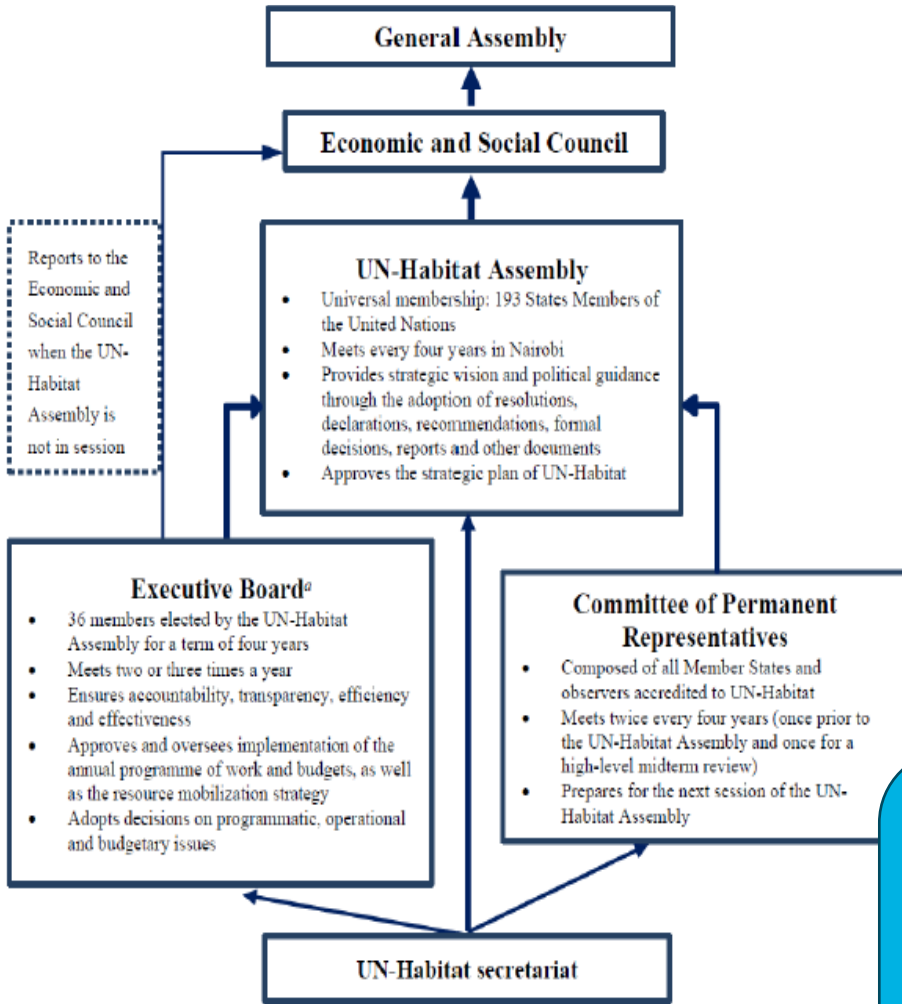 General Assembly
Economic and Social Council
Reports to the
Economic and
Social Council
when the UN-
Habitat
Assembly is
not in session
UN-Habitat Assembly
• Universal membership: 193 States Members of
the United Nations
• Meets every four years in Nairobi
• Provides strategic vision and political guidance
through the adoption of resolutions,
declarations, recommendations, formal
decisions, reports and other documents
• Approves the strategic plan of UN-Habitat
Executive Boardᵃ
• 36 members elected by the UN-Habitat
Assembly for a term of four years
• Meets two or three times a year
• Ensures accountability, transparency, efficiency
and effectiveness
• Approves and oversees implementation of the
annual programme of work and budgets, as well
as the resource mobilization strategy
• Adopts decisions on programmatic, operational
and budgetary issues
Committee of Permanent
Representatives
• Composed of all Member States and
observers accredited to UN-Habitat
• Meets twice every four years (once prior to
the UN-Habitat Assembly and once for a
high-level midterm review)
• Prepares for the next session of the UN-
Habitat Assembly
UN-Habitat secretariat